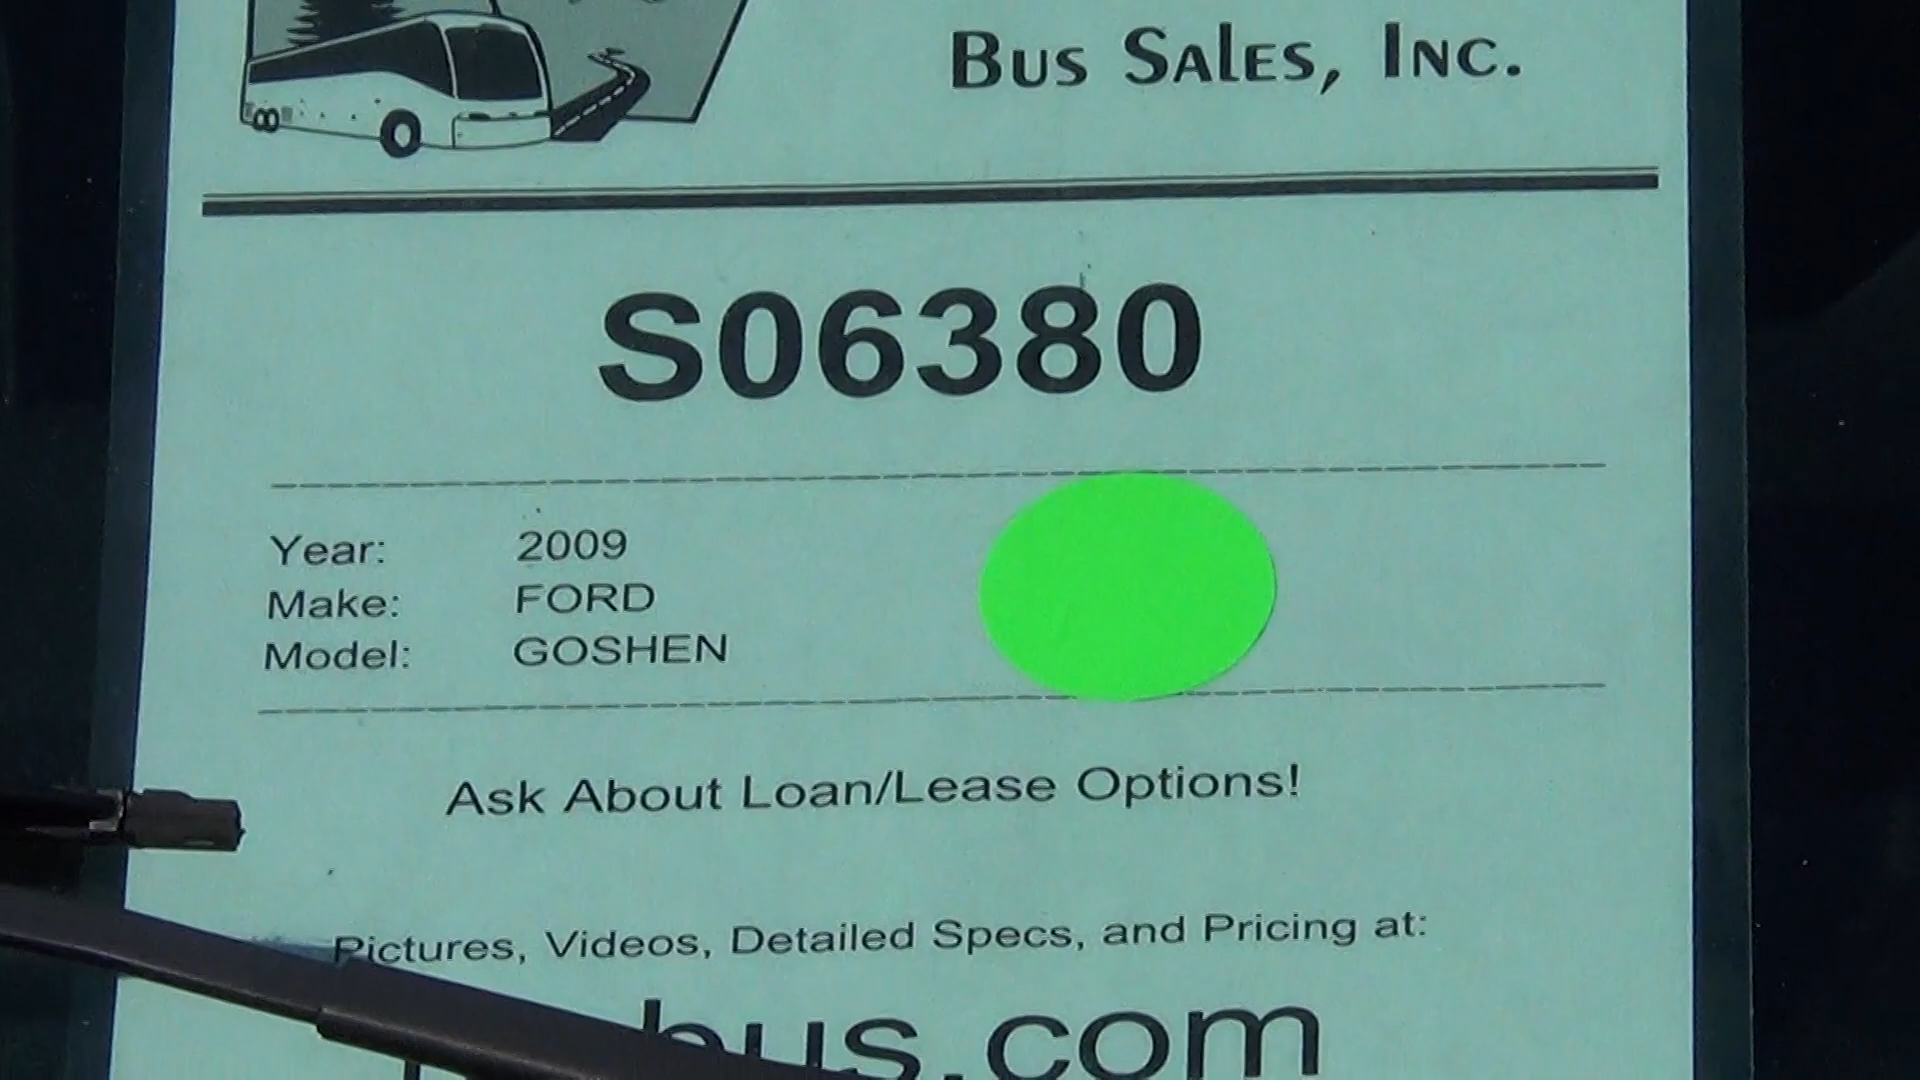 Bus Sales, Inc.
S06380
Year: 2009
Make: FORD
Model: GOSHEN
Ask About Loan/Lease Options!
Pictures, Videos, Detailed Specs, and Pricing at:
bus.com